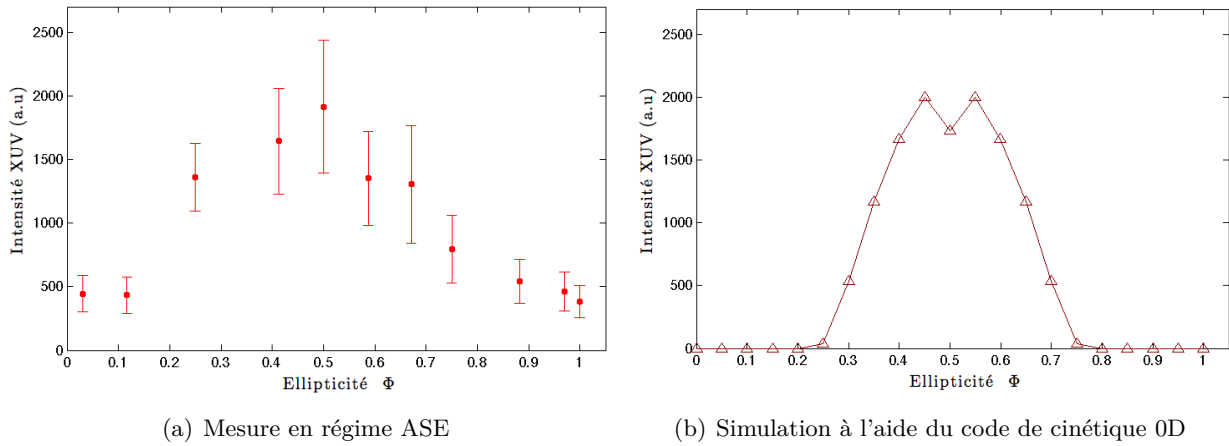 2500
2000
1500
1000
500
0
Intensité XUV (a.u)
0 0.1 0.2 0.3 0.4 0.5 0.6 0.7 0.8 0.9 1
Ellipticité Φ
(a) Mesure en régime ASE
2500
2000
1500
1000
500
0
Intensité XUV (a.u)
0 0.1 0.2 0.3 0.4 0.5 0.6 0.7 0.8 0.9 1
Ellipticité Φ
(b) Simulation à l'aide du code de cinétique 0D